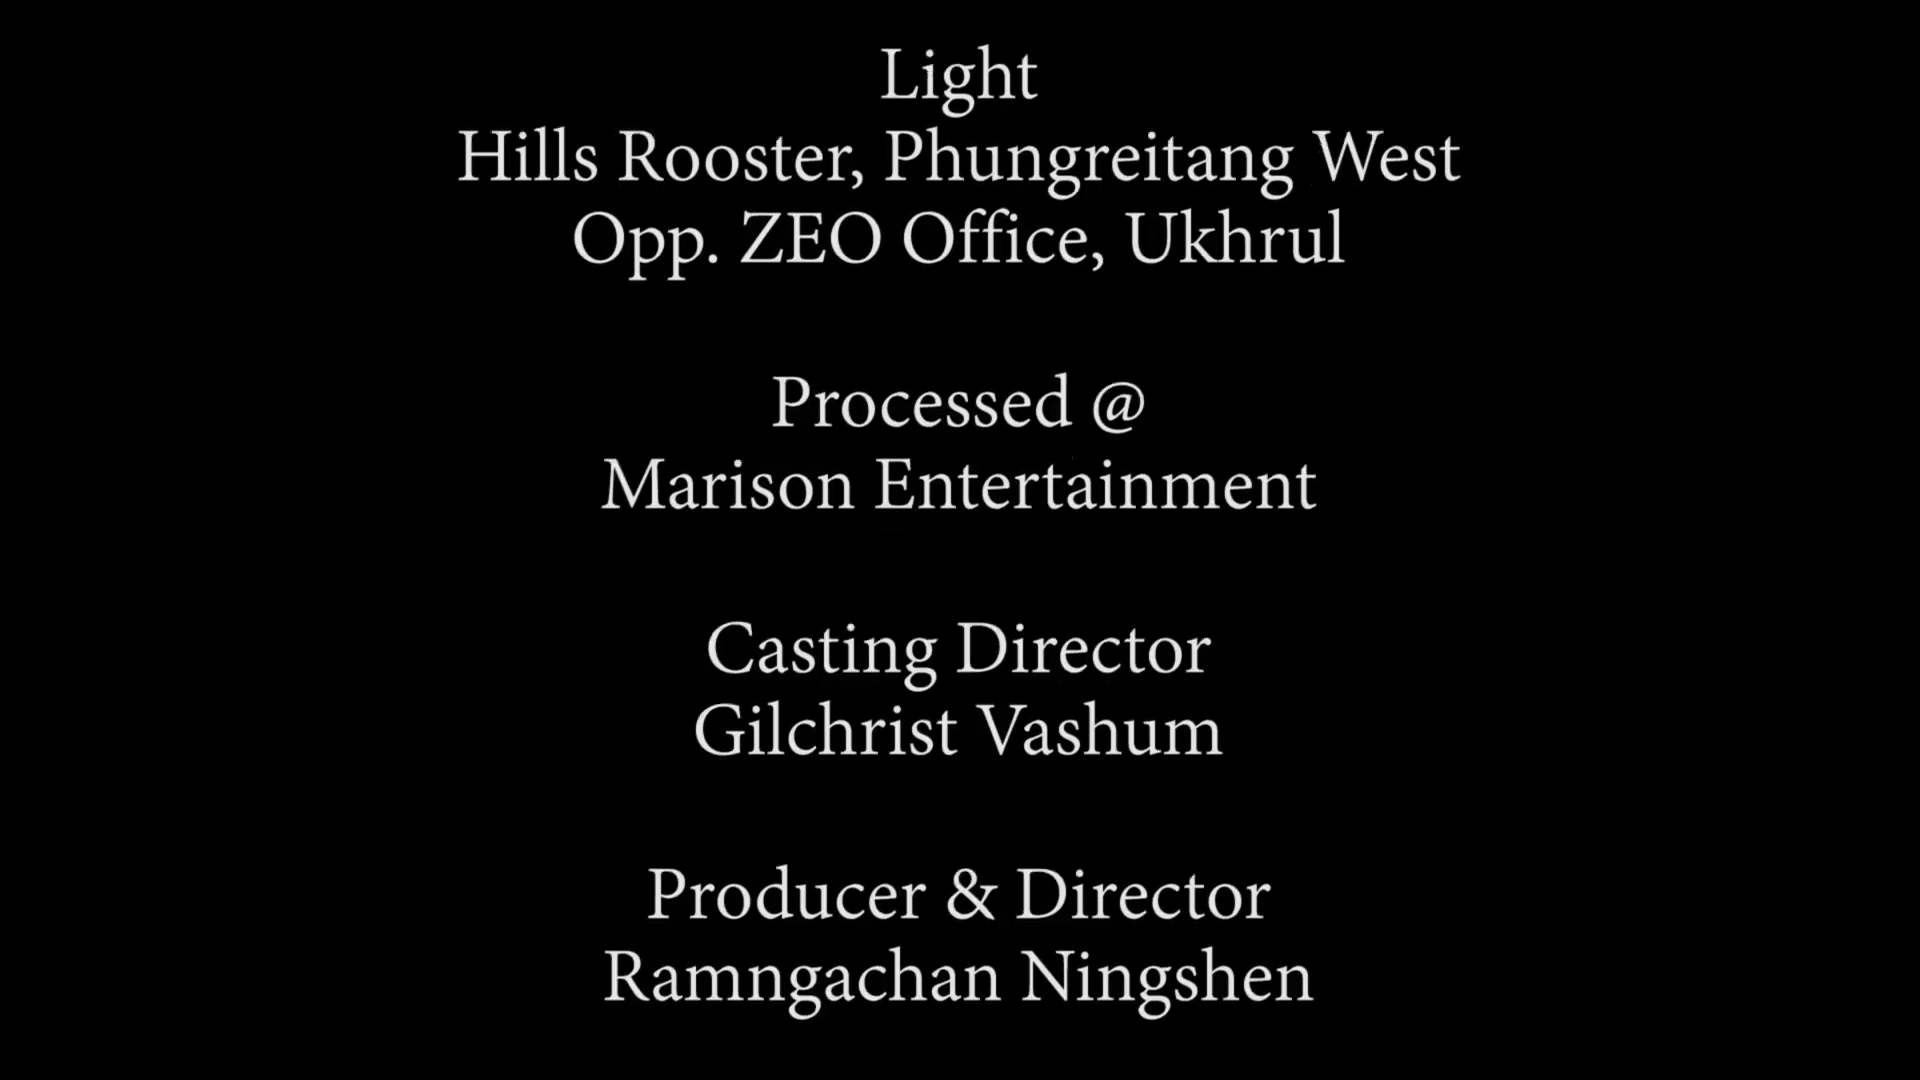 Light
Hills Rooster, Phungreitang West
Opp. ZEO Office, Ukhrul
Processed @
Marison Entertainment
Casting Director
Gilchrist Vashum
Producer & Director
Ramngachan Ningshen